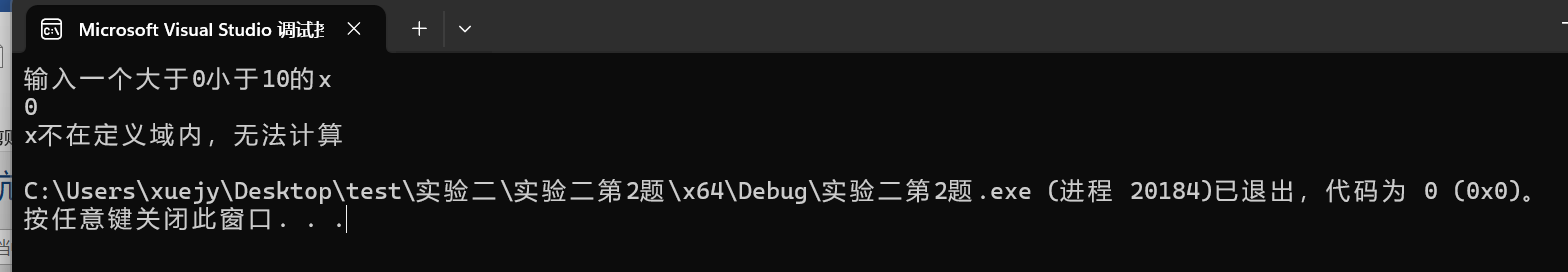 Microsoft Visual Studio 调试控
输入一个大于0小于10的x
0
x不在定义域内，无法计算
C:\Users\xuejy\Desktop\test\实验二\实验二第2题\x64\Debug\实验二第2题.exe (进程 20184)已退出，代码为 0 (0x0)。
按任意键关闭此窗口. . .